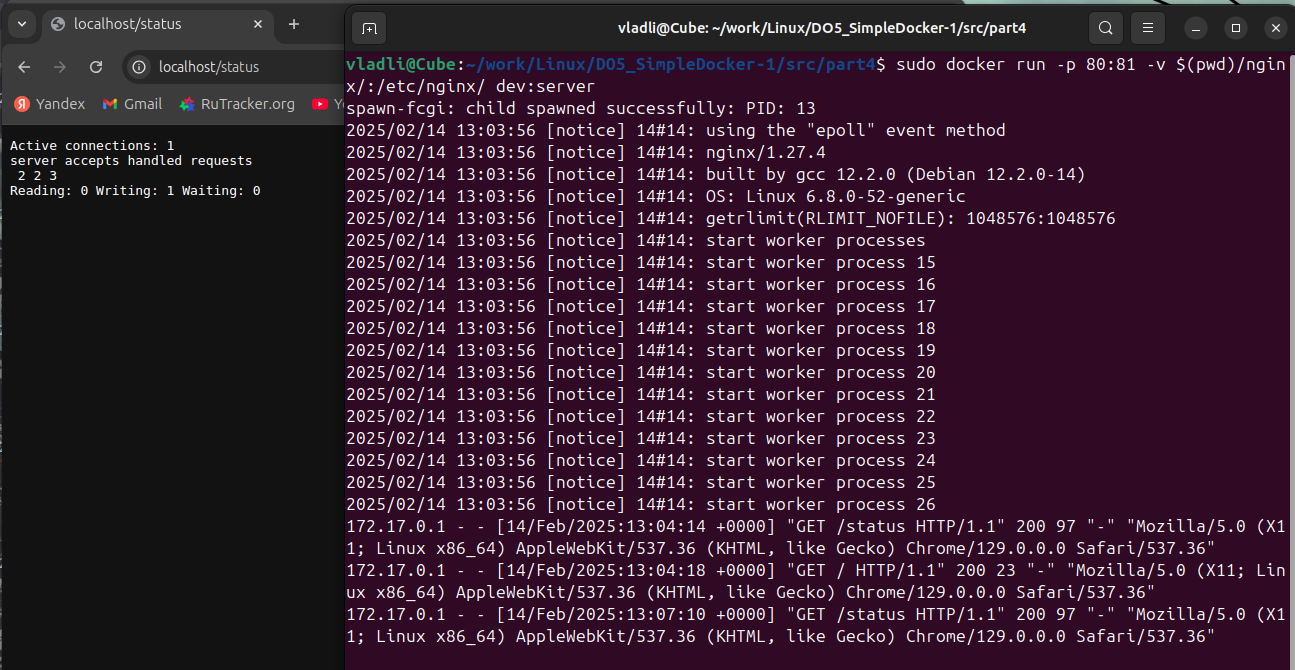 localhost/status
localhost/status
Yandex Gmail RuTracker.org
Active connections: 1
server accepts handled requests
2 2 3
Reading: 0 Writing: 1 Waiting: 0
vladli@Cube: ~/work/Linux/DO5_SimpleDocker-1/src/part4
vladli@Cube:~/work/Linux/DO5_SimpleDocker-1/src/part4$ sudo docker run -p 80:81 -v $(pwd)/ngin
x/:/etc/nginx/ dev:server
spawn-fcgi: child spawned successfully: PID: 13
2025/02/14 13:03:56 [notice] 14#14: using the "epoll" event method
2025/02/14 13:03:56 [notice] 14#14: nginx/1.27.4
2025/02/14 13:03:56 [notice] 14#14: built by gcc 12.2.0 (Debian 12.2.0-14)
2025/02/14 13:03:56 [notice] 14#14: OS: Linux 6.8.0-52-generic
2025/02/14 13:03:56 [notice] 14#14: getrlimit(RLIMIT_NOFILE): 1048576:1048576
2025/02/14 13:03:56 [notice] 14#14: start worker processes
2025/02/14 13:03:56 [notice] 14#14: start worker process 15
2025/02/14 13:03:56 [notice] 14#14: start worker process 16
2025/02/14 13:03:56 [notice] 14#14: start worker process 17
2025/02/14 13:03:56 [notice] 14#14: start worker process 18
2025/02/14 13:03:56 [notice] 14#14: start worker process 19
2025/02/14 13:03:56 [notice] 14#14: start worker process 20
2025/02/14 13:03:56 [notice] 14#14: start worker process 21
2025/02/14 13:03:56 [notice] 14#14: start worker process 22
2025/02/14 13:03:56 [notice] 14#14: start worker process 23
2025/02/14 13:03:56 [notice] 14#14: start worker process 24
2025/02/14 13:03:56 [notice] 14#14: start worker process 25
2025/02/14 13:03:56 [notice] 14#14: start worker process 26
172.17.0.1 - - [14/Feb/2025:13:04:14 +0000] "GET /status HTTP/1.1" 200 97 "-" "Mozilla/5.0 (X1
1; Linux x86_64) AppleWebKit/537.36 (KHTML, like Gecko) Chrome/129.0.0.0 Safari/537.36"
172.17.0.1 - - [14/Feb/2025:13:04:18 +0000] "GET / HTTP/1.1" 200 23 "-" "Mozilla/5.0 (X11; Lin
ux x86_64) AppleWebKit/537.36 (KHTML, like Gecko) Chrome/129.0.0.0 Safari/537.36"
172.17.0.1 - - [14/Feb/2025:13:07:10 +0000] "GET /status HTTP/1.1" 200 97 "-" "Mozilla/5.0 (X1
1; Linux x86_64) AppleWebKit/537.36 (KHTML, like Gecko) Chrome/129.0.0.0 Safari/537.36"